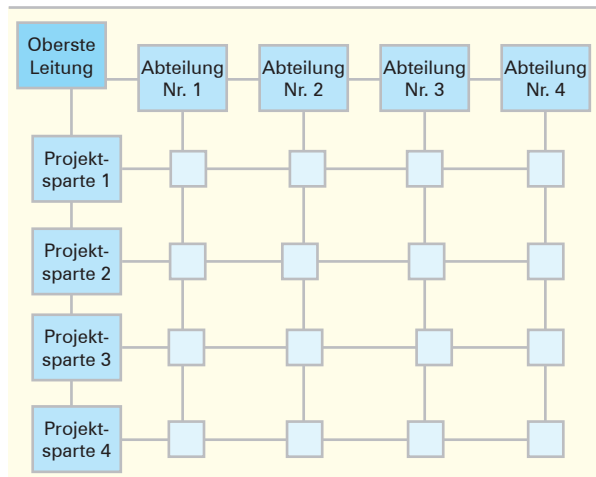 Oberste
Leitung
Abteilung
Nr. 1
Abteilung
Nr. 2
Abteilung
Nr. 3
Abteilung
Nr. 4
Projekt-
sparte 1
Projekt-
sparte 2
Projekt-
sparte 3
Projekt-
sparte 4